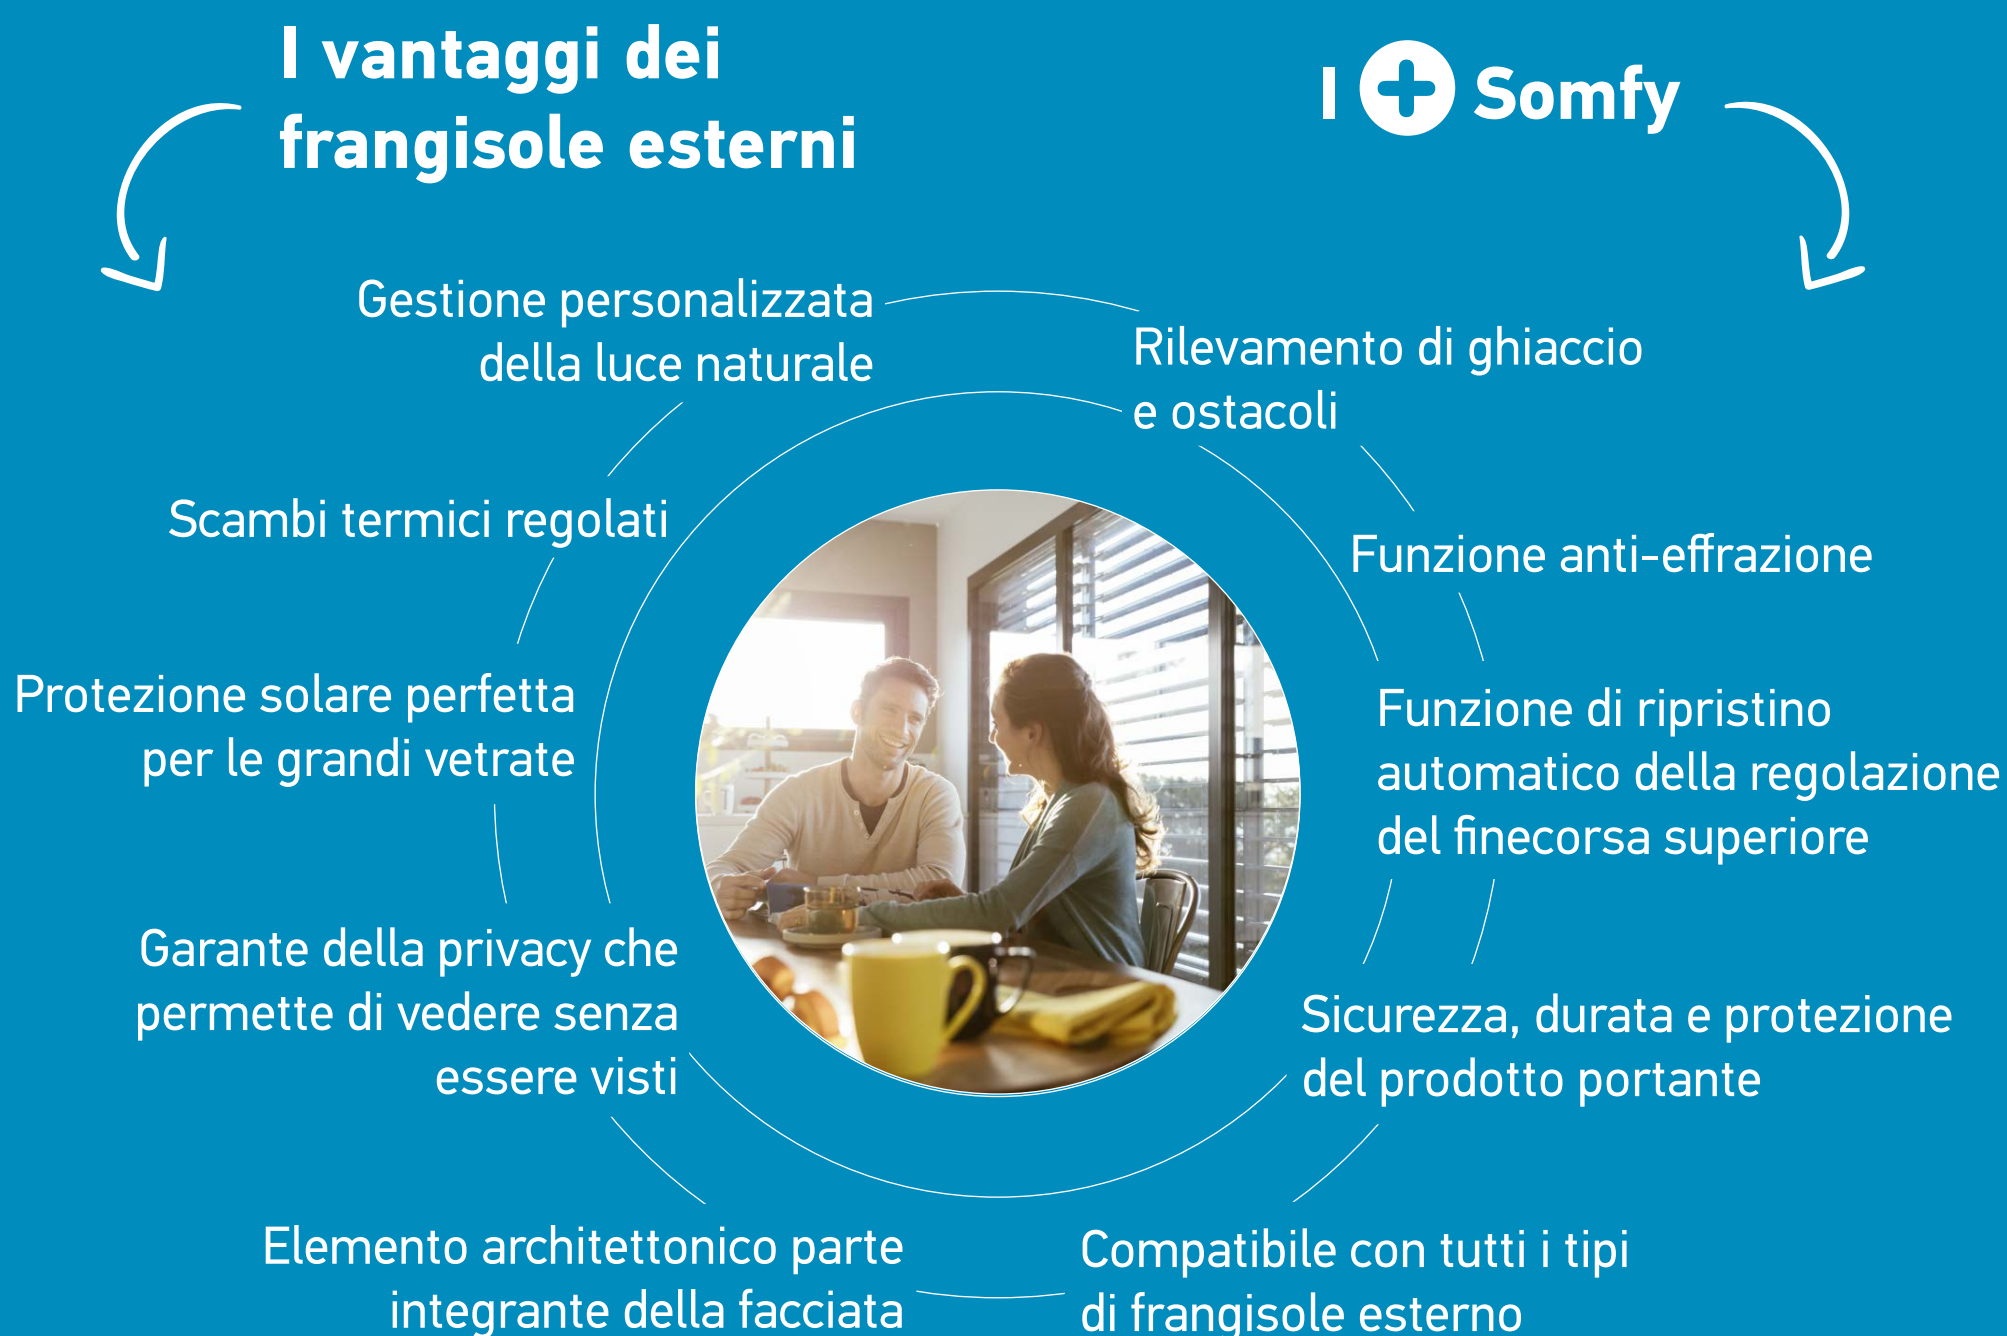 I vantaggi dei
frangisole esterni
Gestione personalizzata
della luce naturale
Scambi termici regolati
Protezione solare perfetta
per le grandi vetrate
Garante della privacy che
permette di vedere senza
essere visti
Elemento architettonico parte
integrante della facciata
I + Somfy
Rilevamento di ghiaccio
e ostacoli
Funzione anti-effrazione
Funzione di ripristino
automatico della regolazione
del finecorsa superiore
Sicurezza, durata e protezione
del prodotto portante
Compatibile con tutti i tipi
di frangisole esterno